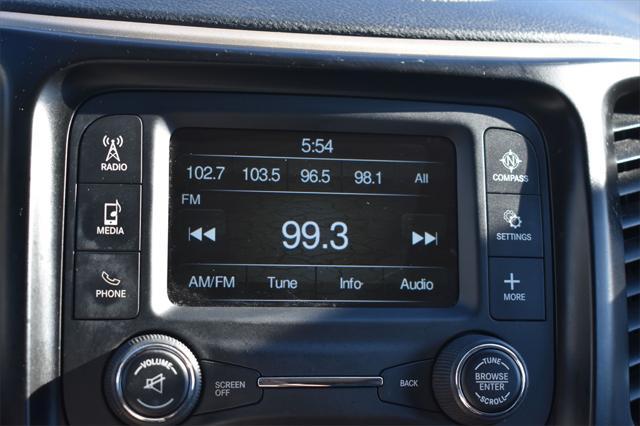 5:54
102.7 103.5 96.5 98.1 All
FM
99.3
AM/FM Tune Info Audio
RADIO
MEDIA
PHONE
N
COMPASS
SETTINGS
MORE
VOLUME
SCREEN
OFF
BACK
TUNE
BROWSE
ENTER
SCROLL